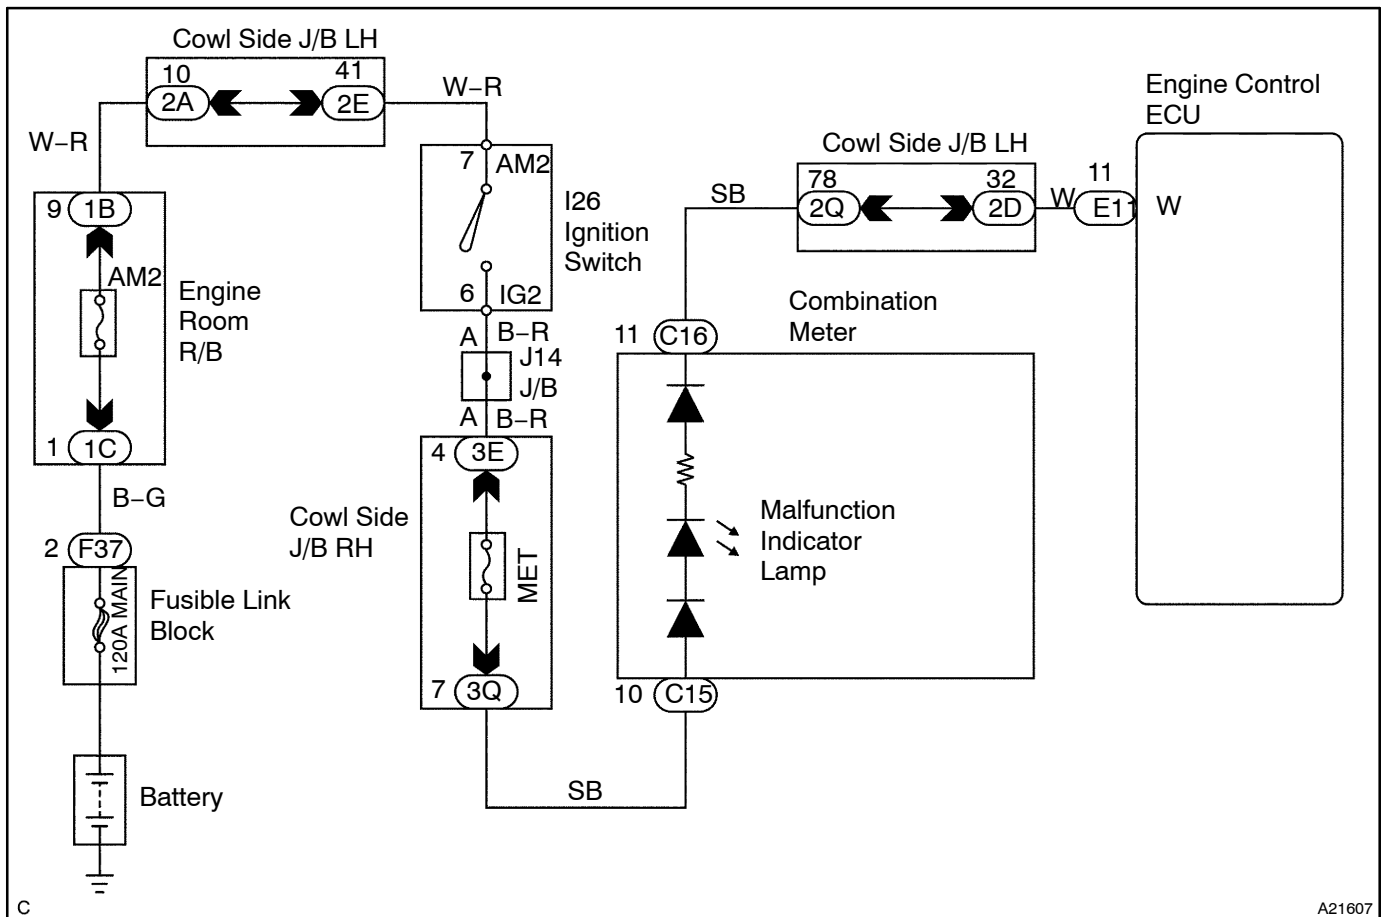 Cowl Side J/B LH
10
2A
41
2E
W–R
W–R
9
1B
AM2
Engine
Room
R/B
1
1C
B–G
2
F37
120A MAIN
Fusible Link
Block
Battery
7
AM2
I26
Ignition
Switch
6
IG2
A
B–R
J14
J/B
A
B–R
4
3E
Cowl Side
J/B RH
MET
7
3Q
SB
Cowl Side J/B LH
78
2Q
32
2D
SB
W
11
E11
Engine Control
ECU
W
Combination
Meter
11
C16
Malfunction
Indicator
Lamp
10
C15
C
A21607